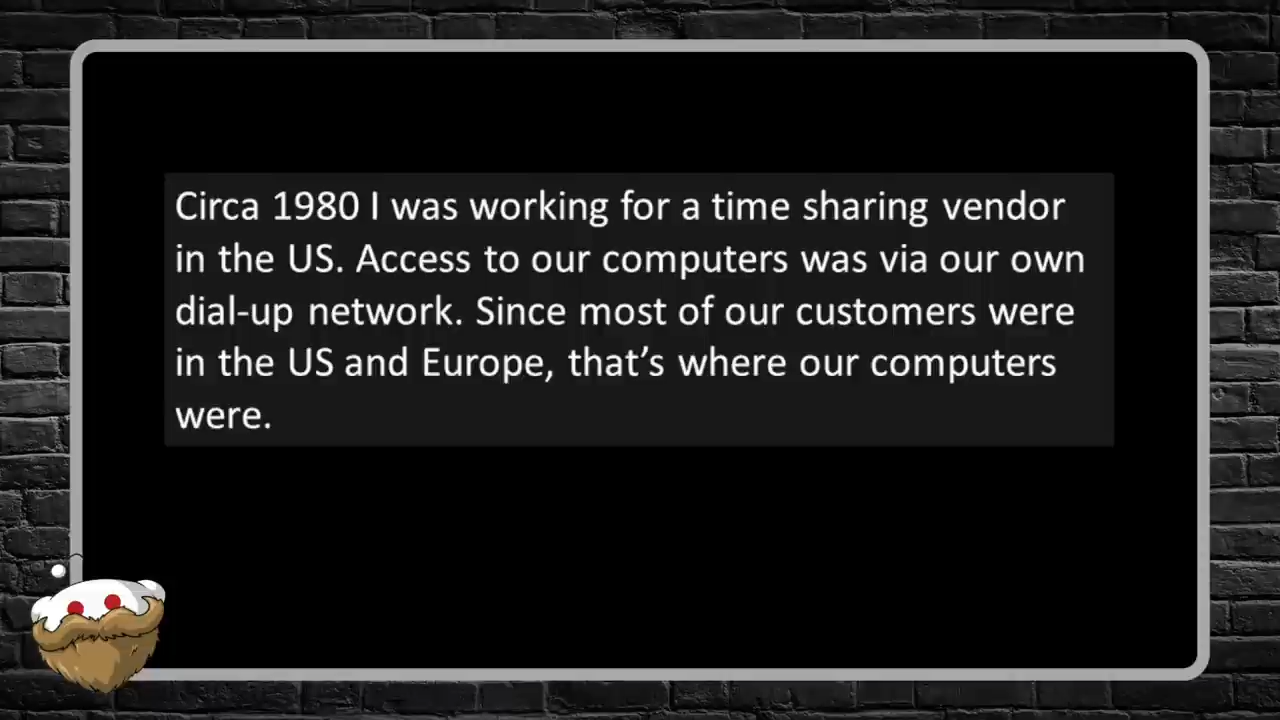 Circa 1980 I was working for a time sharing vendor
in the US. Access to our computers was via our own
dial-up network. Since most of our customers were
in the US and Europe, that’s where our computers
were.